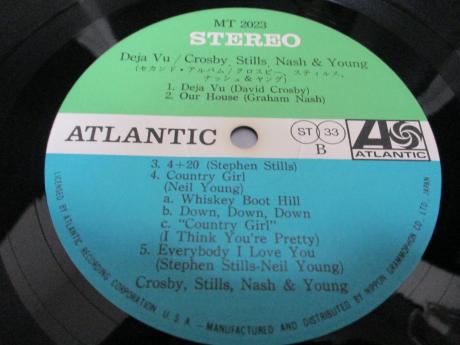 MT 2023
STEREO
Deja Vu / Crosby, Stills, Nash & Young
(セカンド・アルバム/クロスビー、スティルス、
ナッシュ&ヤング)
1. Deja Vu (David Crosby)
2. Our House (Graham Nash)
ATLANTIC
ST 33
B
ATLANTIC
3. 4+20 (Stephen Stills)
4. Country Girl
(Neil Young)
a. Whiskey Boot Hill
b. Down, Down, Down
c. "Country Girl"
(I Think You're Pretty)
5. Everybody I Love You
(Stephen Stills-Neil Young)
Crosby, Stills, Nash & Young
LICENSED BY ATLANTIC RECORDING CORPORATION U.S.A - MANUFACTURED AND DISTRIBUTED BY NIPPON GRAMMOPHON CO., LTD. JAPAN